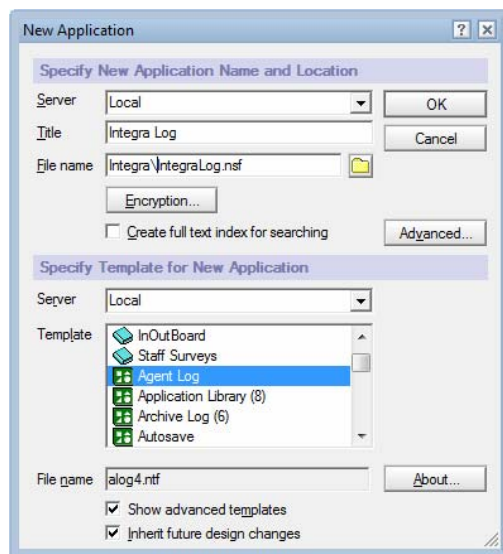 New Application
Specify New Application Name and Location
Server Local OK
Title Integra Log Cancel
File name Integra\IntegraLog.nsf
Encryption...
Create full text index for searching Advanced...
Specify Template for New Application
Server Local
Template InOutBoard
Staff Surveys
Agent Log
Application Library (8)
Archive Log (6)
Autosave
File name alog4.ntf About...
Show advanced templates
Inherit future design changes